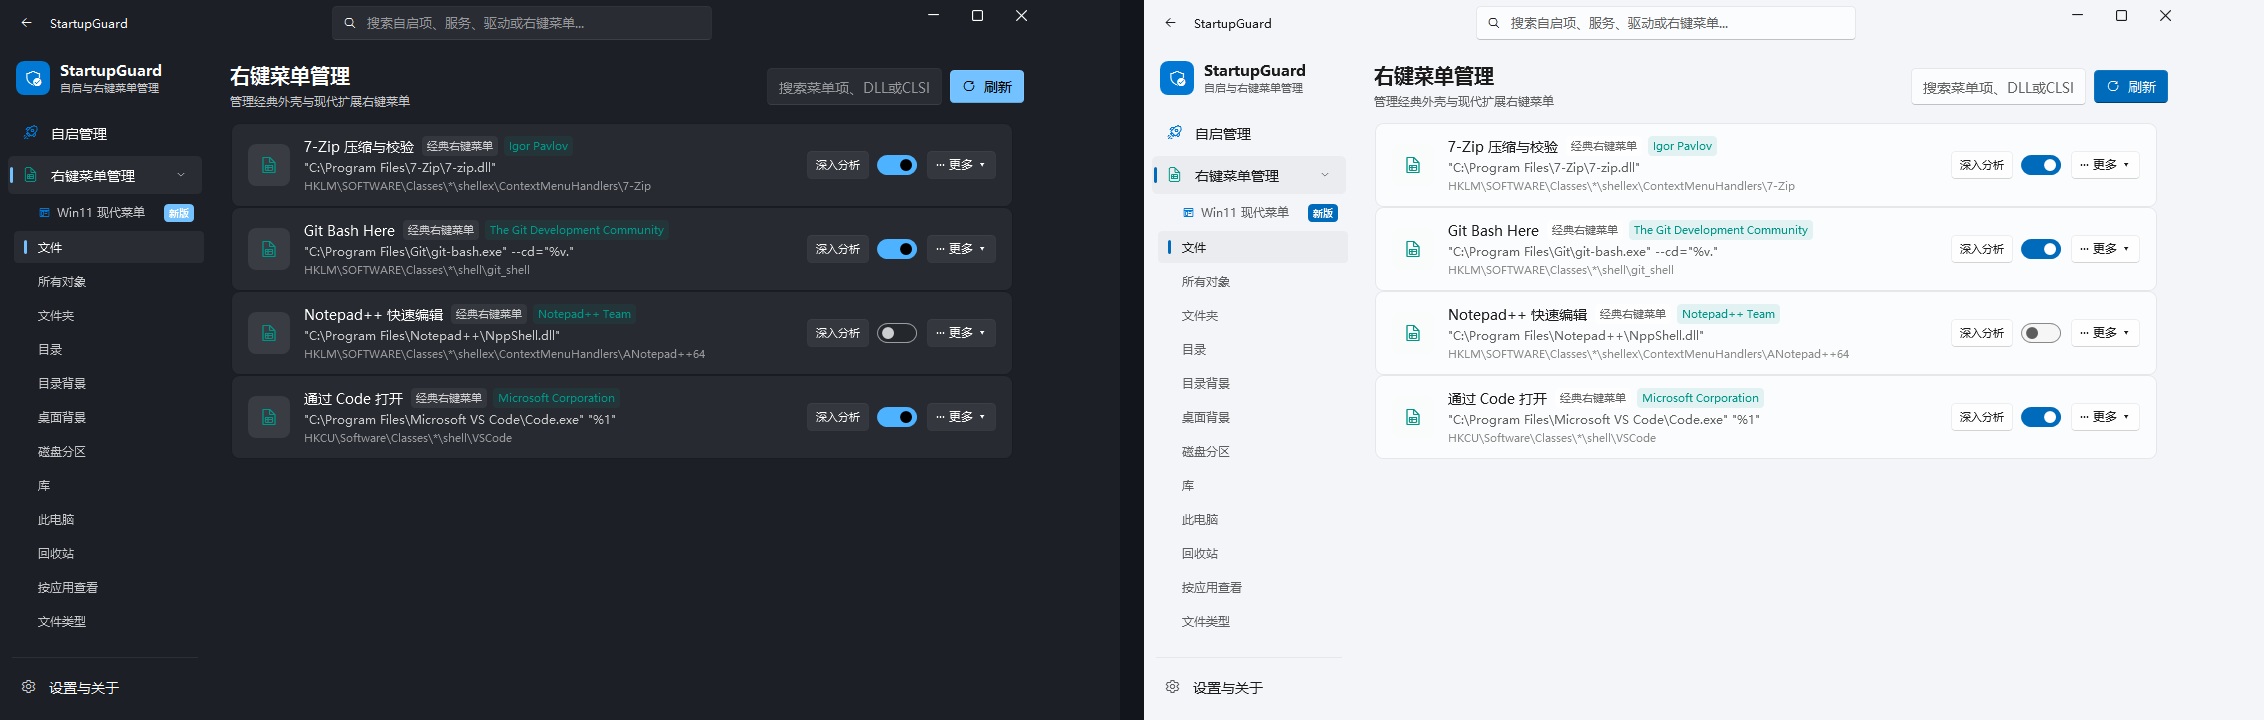 StartupGuard
搜索自启项、服务、驱动或右键菜单...
StartupGuard
自启与右键菜单管理
自启管理
右键菜单管理
Win11 现代菜单 新版
文件
所有对象
文件夹
目录
目录背景
桌面背景
磁盘分区
库
此电脑
回收站
按应用查看
文件类型
设置与关于
右键菜单管理
管理经典外壳与现代扩展右键菜单
搜索菜单项、DLL或CLSI
刷新
7-Zip 压缩与校验 经典右键菜单 Igor Pavlov
"C:\Program Files\7-Zip\7-zip.dll"
HKLM\SOFTWARE\Classes\*\shellex\ContextMenuHandlers\7-Zip
深入分析 ··· 更多
Git Bash Here 经典右键菜单 The Git Development Community
"C:\Program Files\Git\git-bash.exe" --cd="%v."
HKLM\SOFTWARE\Classes\*\shell\git_shell
深入分析 ··· 更多
Notepad++ 快速编辑 经典右键菜单 Notepad++ Team
"C:\Program Files\Notepad++\NppShell.dll"
HKLM\SOFTWARE\Classes\*\shellex\ContextMenuHandlers\ANotepad++64
深入分析 ··· 更多
通过 Code 打开 经典右键菜单 Microsoft Corporation
"C:\Program Files\Microsoft VS Code\Code.exe" "%1"
HKCU\Software\Classes\*\shell\VSCode
深入分析 ··· 更多
StartupGuard
搜索自启项、服务、驱动或右键菜单...
StartupGuard
自启与右键菜单管理
自启管理
右键菜单管理
Win11 现代菜单 新版
文件
所有对象
文件夹
目录
目录背景
桌面背景
磁盘分区
库
此电脑
回收站
按应用查看
文件类型
设置与关于
右键菜单管理
管理经典外壳与现代扩展右键菜单
搜索菜单项、DLL或CLSI
刷新
7-Zip 压缩与校验 经典右键菜单 Igor Pavlov
"C:\Program Files\7-Zip\7-zip.dll"
HKLM\SOFTWARE\Classes\*\shellex\ContextMenuHandlers\7-Zip
深入分析 ··· 更多
Git Bash Here 经典右键菜单 The Git Development Community
"C:\Program Files\Git\git-bash.exe" --cd="%v."
HKLM\SOFTWARE\Classes\*\shell\git_shell
深入分析 ··· 更多
Notepad++ 快速编辑 经典右键菜单 Notepad++ Team
"C:\Program Files\Notepad++\NppShell.dll"
HKLM\SOFTWARE\Classes\*\shellex\ContextMenuHandlers\ANotepad++64
深入分析 ··· 更多
通过 Code 打开 经典右键菜单 Microsoft Corporation
"C:\Program Files\Microsoft VS Code\Code.exe" "%1"
HKCU\Software\Classes\*\shell\VSCode
深入分析 ··· 更多